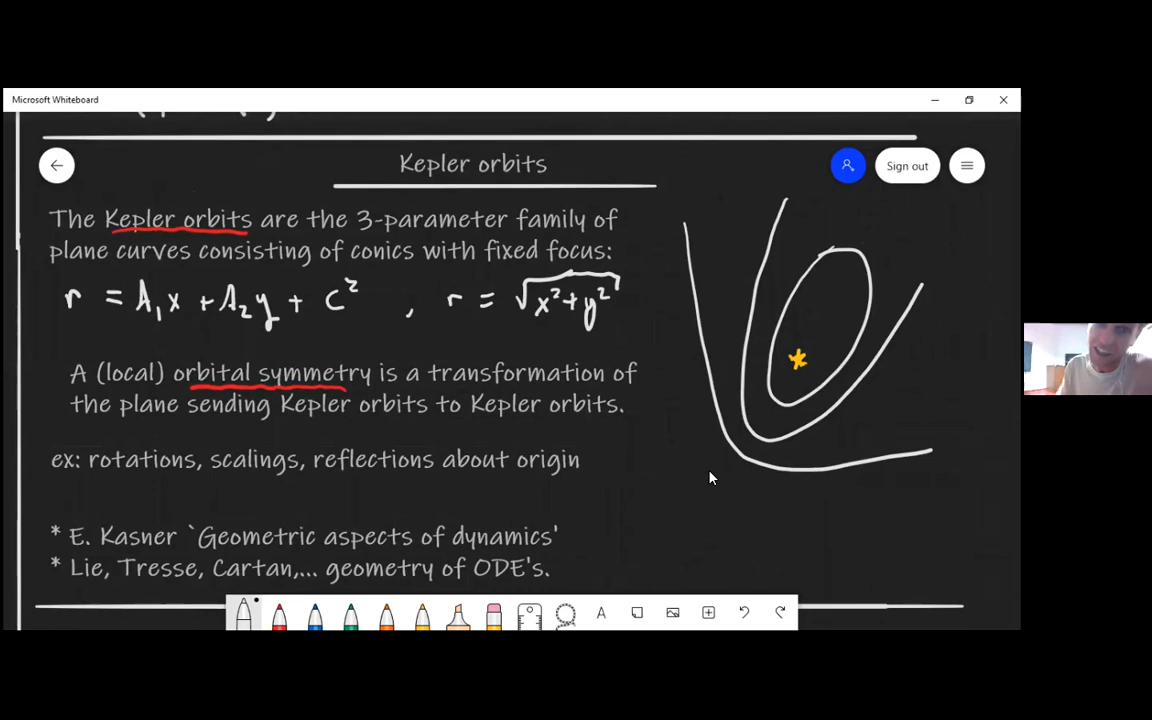 Microsoft Whiteboard
Kepler orbits
Sign out
The Kepler orbits are the 3-parameter family of
plane curves consisting of conics with fixed focus:
r = A₁x + A₂y + c² , r = √x²+y²
A (local) orbital symmetry is a transformation of
the plane sending Kepler orbits to Kepler orbits.
ex: rotations, scalings, reflections about origin
* E. Kasner `Geometric aspects of dynamics'
* Lie, Tresse, Cartan,... geometry of ODE's.
A